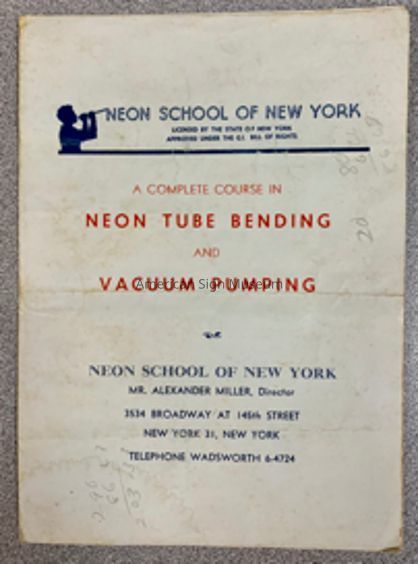 NEON SCHOOL OF NEW YORK
LICENSED BY THE STATE OF NEW YORK
APPROVED UNDER THE G.I. BILL OF RIGHTS
A COMPLETE COURSE IN
NEON TUBE BENDING
AND
VACUUM PUMPING
American Sign Museum
NEON SCHOOL OF NEW YORK
MR. ALEXANDER MILLER, Director
3534 BROADWAY AT 145th STREET
NEW YORK 31, NEW YORK
TELEPHONE WADSWORTH 6-4724